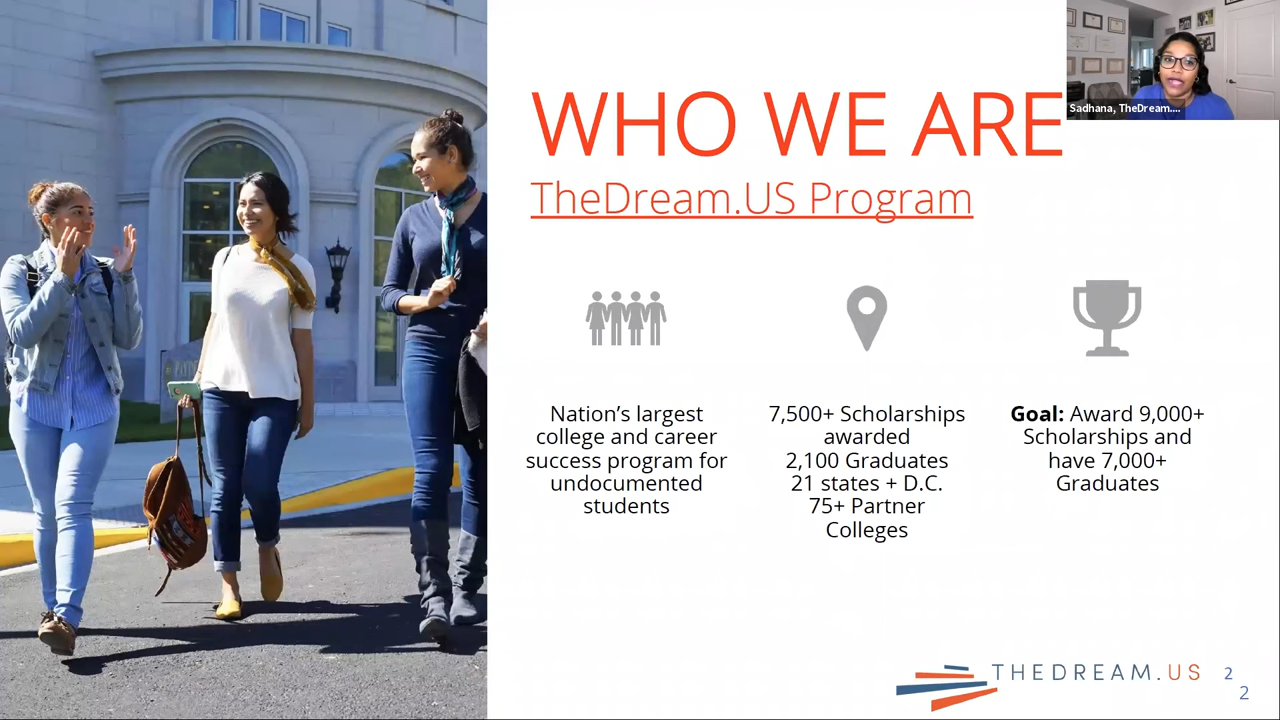 WHO WE ARE
TheDream.US Program
Sadhana, TheDream....
Nation’s largest
college and career
success program for
undocumented
students
7,500+ Scholarships
awarded
2,100 Graduates
21 states + D.C.
75+ Partner
Colleges
Goal: Award 9,000+
Scholarships and
have 7,000+
Graduates
THEDREAM.US
2
2